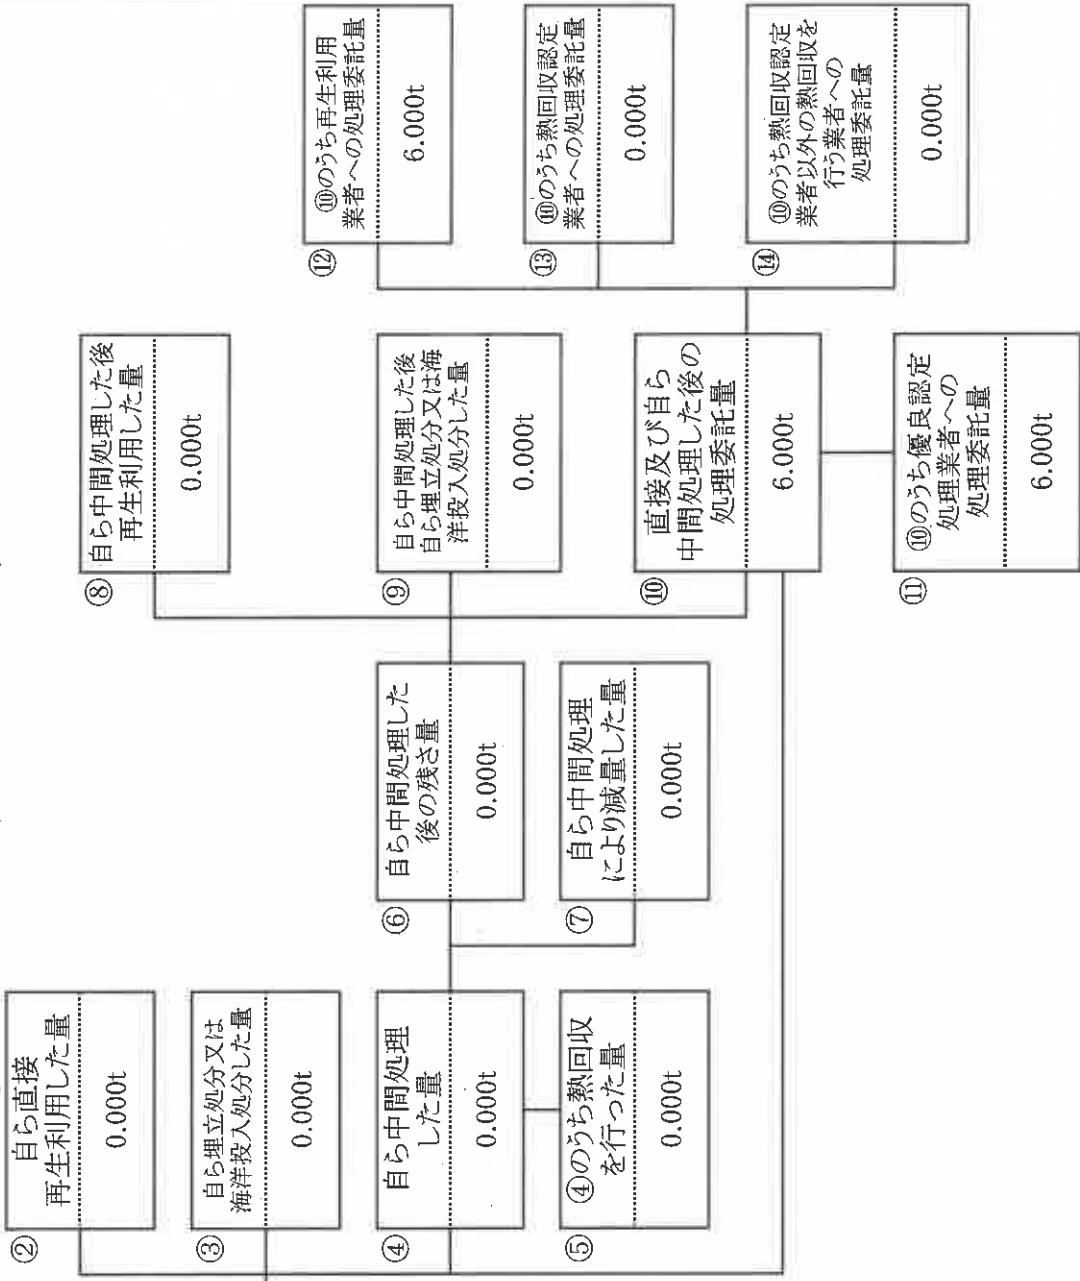 ②
自ら直接
再生利用した量
0.000t
③
自ら埋立処分又は
海洋投入処分した量
0.000t
④
自ら中間処理
した量
0.000t
⑤
④のうち熱回収
を行った量
0.000t
⑥
自ら中間処理した
後の残さ量
0.000t
⑦
自ら中間処理
により減量した量
0.000t
⑧
自ら中間処理した後
再生利用した量
0.000t
⑨
自ら中間処理した後
自ら埋立処分又は海
洋投入処分した量
0.000t
⑩
直接及び自ら
中間処理した後の
処理委託量
6.000t
⑪
⑩のうち優良認定
処理業者への
処理委託量
6.000t
⑫
⑩のうち再生利用
業者への処理委託量
6.000t
⑬
⑩のうち熱回収認定
業者への処理委託量
0.000t
⑭
⑩のうち熱回収認定
業者以外の熱回収を
行う業者への
処理委託量
0.000t